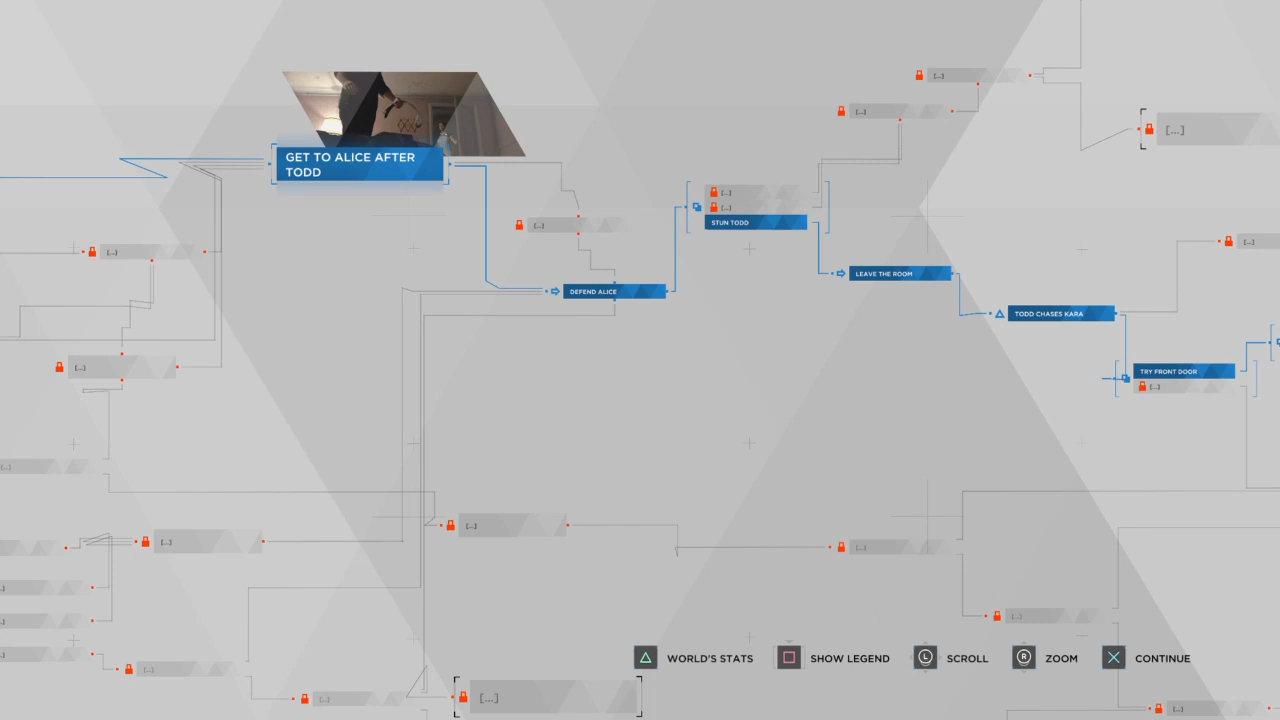 [...]
[...]
[...]
GET TO ALICE AFTER
TODD
[...]
[...]
STUN TODD
[...]
[...]
[...]
LEAVE THE ROOM
DEFEND ALICE
TODD CHASES KARA
[...]
TRY FRONT DOOR
[...]
[...]
[...]
[...]
[...]
[...]
WORLD'S STATS
SHOW LEGEND
L
SCROLL
R
ZOOM
CONTINUE
[...]
[...]
[...]
[...]